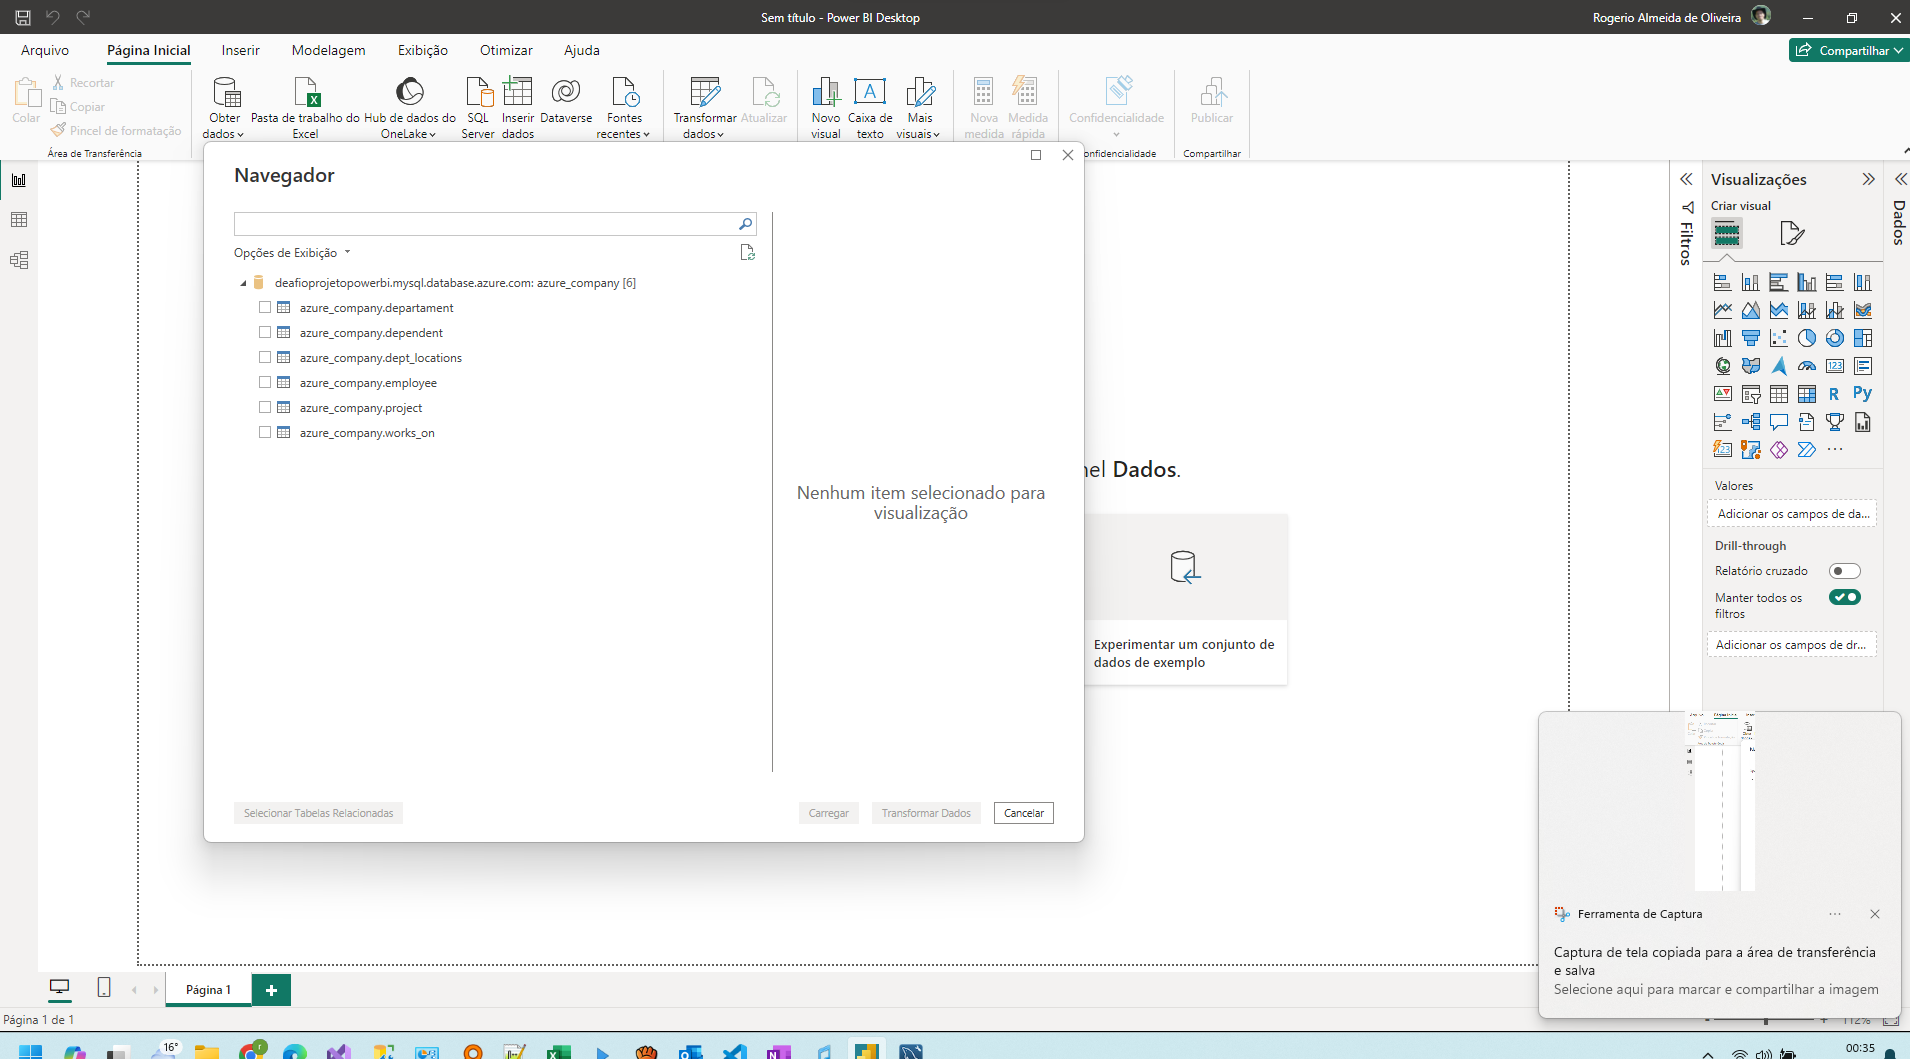 Sem título - Power BI Desktop
Rogerio Almeida de Oliveira
Arquivo
Página Inicial
Inserir
Modelagem
Exibição
Otimizar
Ajuda
Compartilhar
Colar
Recortar
Copiar
Pincel de formatação
Área de Transferência
Obter
dados
Pasta de trabalho do
Excel
Hub de dados do
OneLake
SQL
Server
Inserir
dados
Dataverse
Fontes
recentes
Transformar
dados
Atualizar
Novo
visual
Caixa de
texto
Mais
visuais
Nova
medida
Medida
rápida
Confidencialidade
onfidencialidade
Publicar
Compartilhar
Navegador
Opções de Exibição
deafioprojetopowerbi.mysql.database.azure.com: azure_company [6]
azure_company.departament
azure_company.dependent
azure_company.dept_locations
azure_company.employee
azure_company.project
azure_company.works_on
Nenhum item selecionado para
visualização
Selecionar Tabelas Relacionadas
Carregar
Transformar Dados
Cancelar
nel Dados.
Experimentar um conjunto de
dados de exemplo
Filtros
Visualizações
Criar visual
Dados
123
R
Py
123
Valores
Adicionar os campos de da...
Drill-through
Relatório cruzado
Manter todos os
filtros
Adicionar os campos de dr...
Ferramenta de Captura
Captura de tela copiada para a área de transferência
e salva
Selecione aqui para marcar e compartilhar a imagem
Página 1
Página 1 de 1
112%
16°
00:35